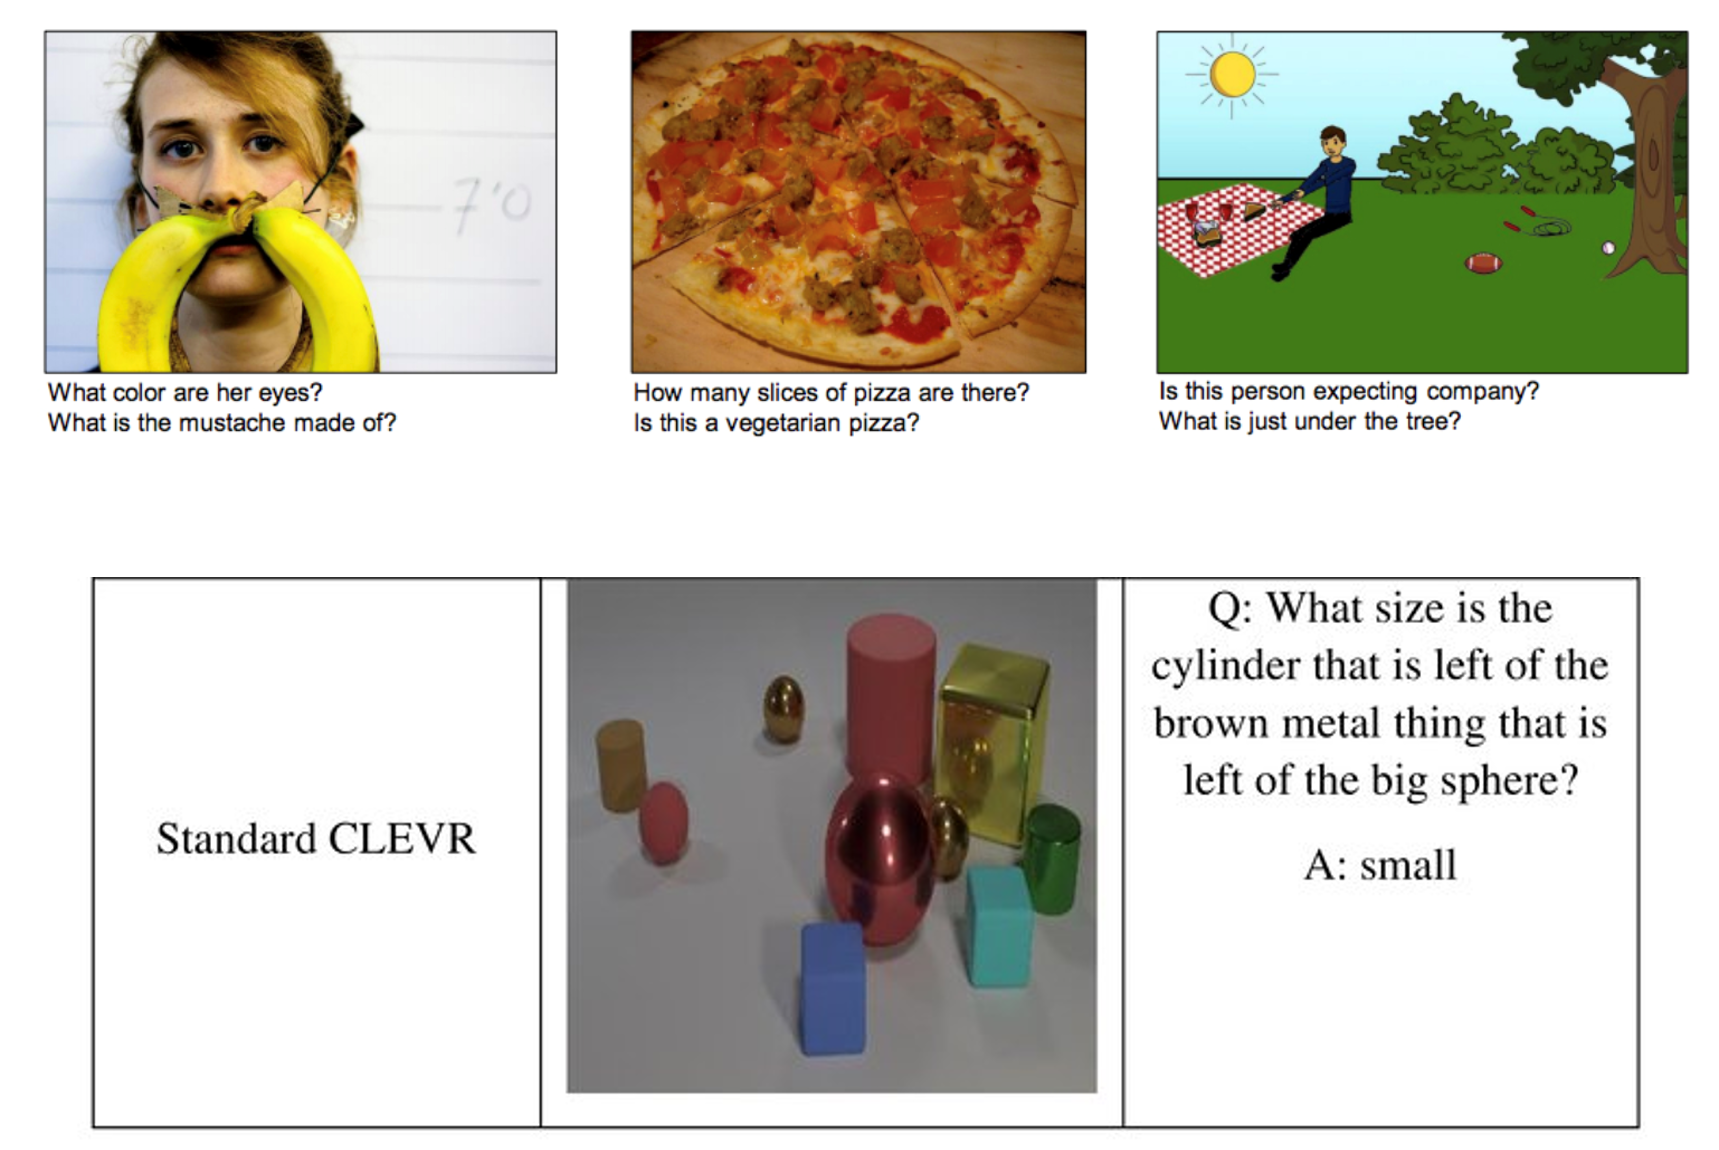 7'0
What color are her eyes?
What is the mustache made of?
How many slices of pizza are there?
Is this a vegetarian pizza?
Is this person expecting company?
What is just under the tree?
Standard CLEVR
Q: What size is the
cylinder that is left of the
brown metal thing that is
left of the big sphere?
A: small